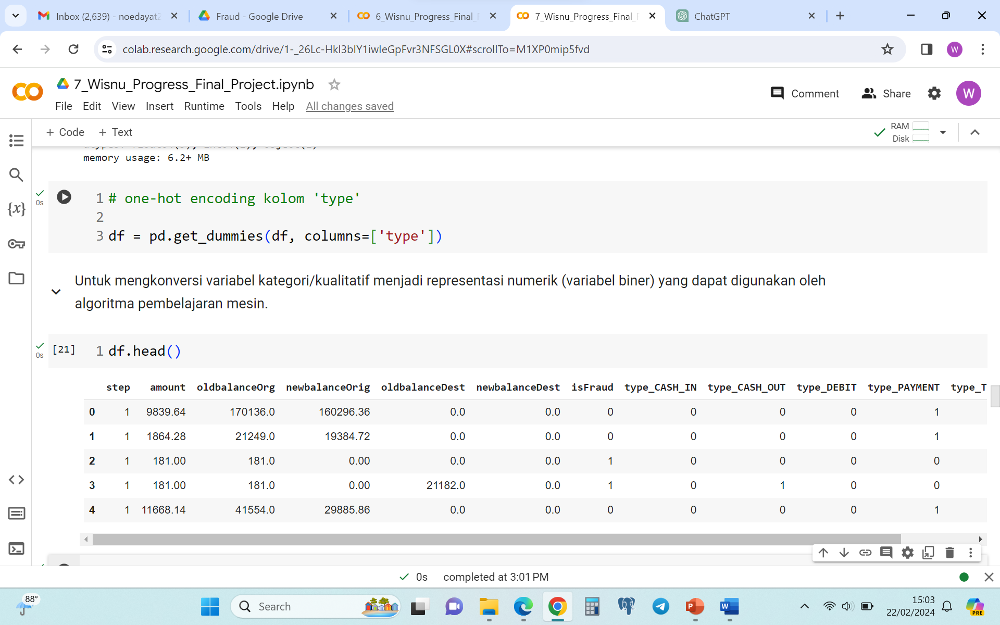 Inbox (2,639) - noedayat2
Fraud - Google Drive
6_Wisnu_Progress_Final_
7_Wisnu_Progress_Final_
ChatGPT
colab.research.google.com/drive/1-_26Lc-HkI3bIY1iwIeGpFvr3NFSGL0X#scrollTo=M1XP0mip5fvd
W
7_Wisnu_Progress_Final_Project.ipynb
Comment
Share
W
File Edit View Insert Runtime Tools Help All changes saved
+ Code + Text
RAM
Disk
memory usage: 6.2+ MB
0s
1 # one-hot encoding kolom 'type'
2
3 df = pd.get_dummies(df, columns=['type'])
Untuk mengkonversi variabel kategori/kualitatif menjadi representasi numerik (variabel biner) yang dapat digunakan oleh
algoritma pembelajaran mesin.
0s
[21] 1 df.head()
step amount oldbalanceOrg newbalanceOrig oldbalanceDest newbalanceDest isFraud type_CASH_IN type_CASH_OUT type_DEBIT type_PAYMENT type_T
0 1 9839.64 170136.0 160296.36 0.0 0.0 0 0 0 0 1
1 1 1864.28 21249.0 19384.72 0.0 0.0 0 0 0 0 1
2 1 181.00 181.0 0.00 0.0 0.0 1 0 0 0 0
3 1 181.00 181.0 0.00 21182.0 0.0 1 0 1 0 0
4 1 11668.14 41554.0 29885.86 0.0 0.0 0 0 0 0 1
0s completed at 3:01 PM
88°
Search
15:03
22/02/2024
PRE